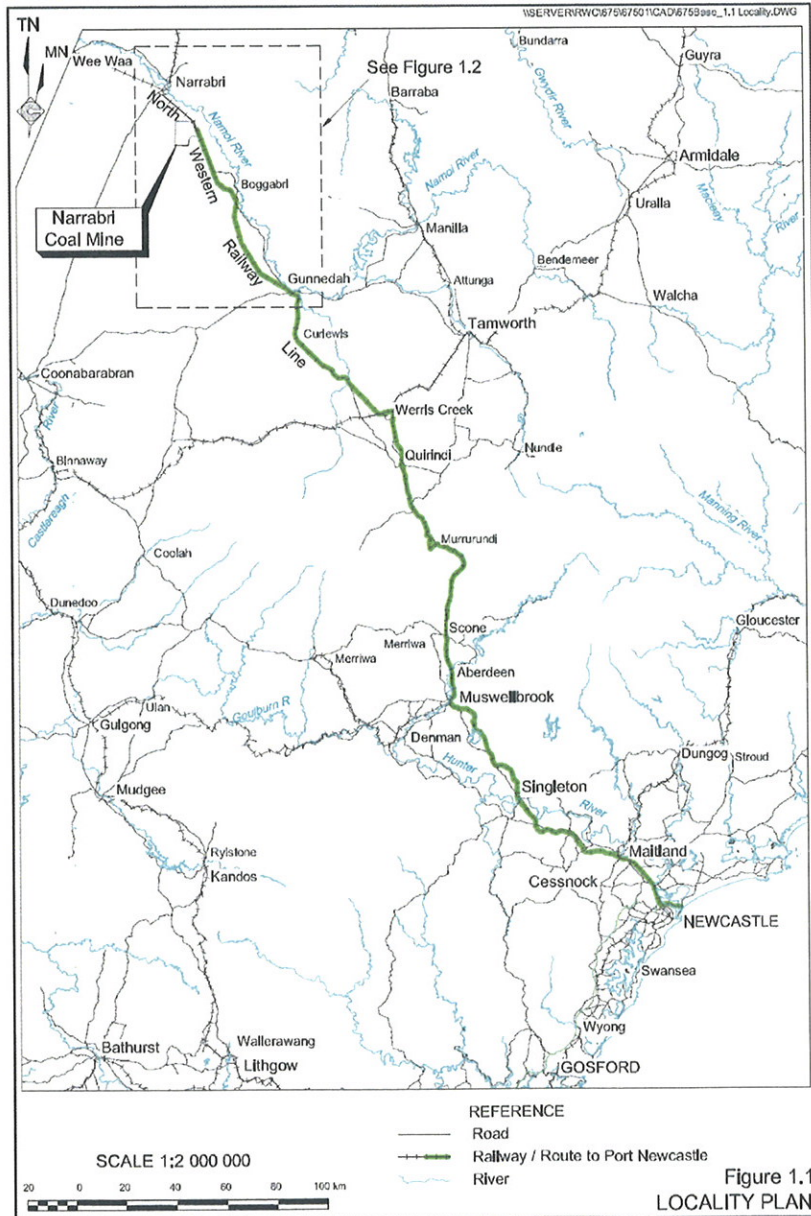 \\SERVER\RWC\675\67501\CAD\675Base_1.1 Locality.DWG
TN
MN
Wee Waa
Narrabri
Bundarra
Guyra
See Figure 1.2
Barraba
Gwydir River
North
Western
Railway
Line
Namoi River
Boggabri
Namoi River
Armidale
Uralla
Macleay
River
Narrabri
Coal Mine
Manilla
Bendemeer
Gunnedah
Attunga
Walcha
Tamworth
Curlewis
Coonabarabran
River
Castlereagh
Werris Creek
Quirindi
Nundle
Binnaway
Manning River
Murrurundi
Coolah
Dunedoo
Scone
Gloucester
Merriwa
Merriwa
Aberdeen
Muswellbrook
Ulan
Goulburn R
Gulgong
Denman
Hunter
River
Dungog
Stroud
Singleton
Mudgee
Maitland
Rylstone
Kandos
Cessnock
NEWCASTLE
Swansea
Wyong
Bathurst
Wallerawang
Lithgow
GOSFORD
REFERENCE
Road
Railway / Route to Port Newcastle
River
SCALE 1:2 000 000
20 0 20 40 60 80 100 km
Figure 1.1
LOCALITY PLAN